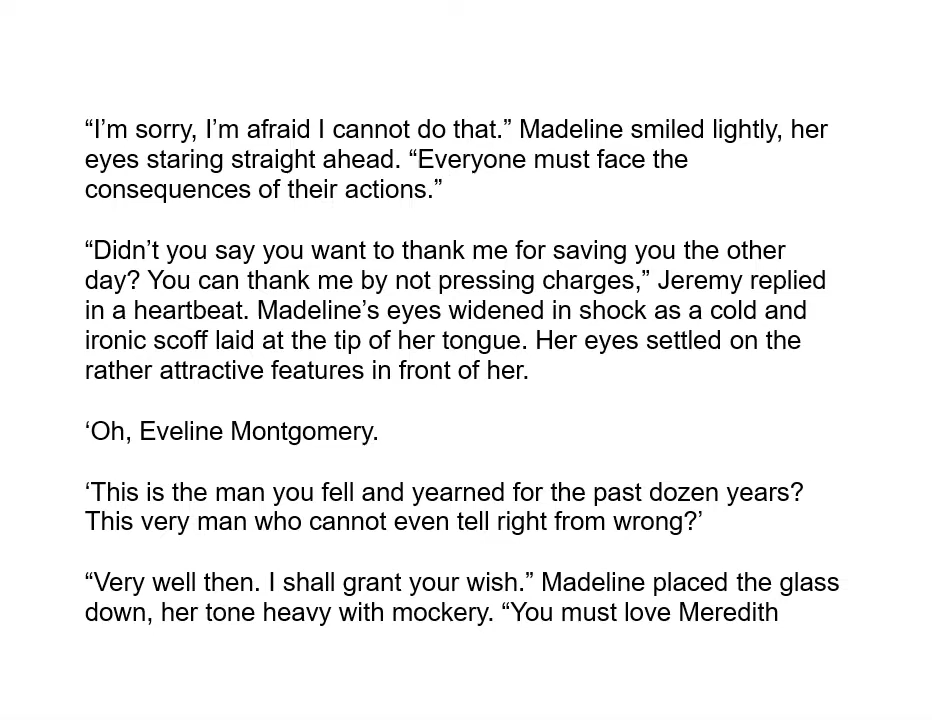 “I’m sorry, I’m afraid I cannot do that.” Madeline smiled lightly, her
eyes staring straight ahead. “Everyone must face the
consequences of their actions.”
“Didn’t you say you want to thank me for saving you the other
day? You can thank me by not pressing charges,” Jeremy replied
in a heartbeat. Madeline’s eyes widened in shock as a cold and
ironic scoff laid at the tip of her tongue. Her eyes settled on the
rather attractive features in front of her.
‘Oh, Eveline Montgomery.
‘This is the man you fell and yearned for the past dozen years?
This very man who cannot even tell right from wrong?’
“Very well then. I shall grant your wish.” Madeline placed the glass
down, her tone heavy with mockery. “You must love Meredith